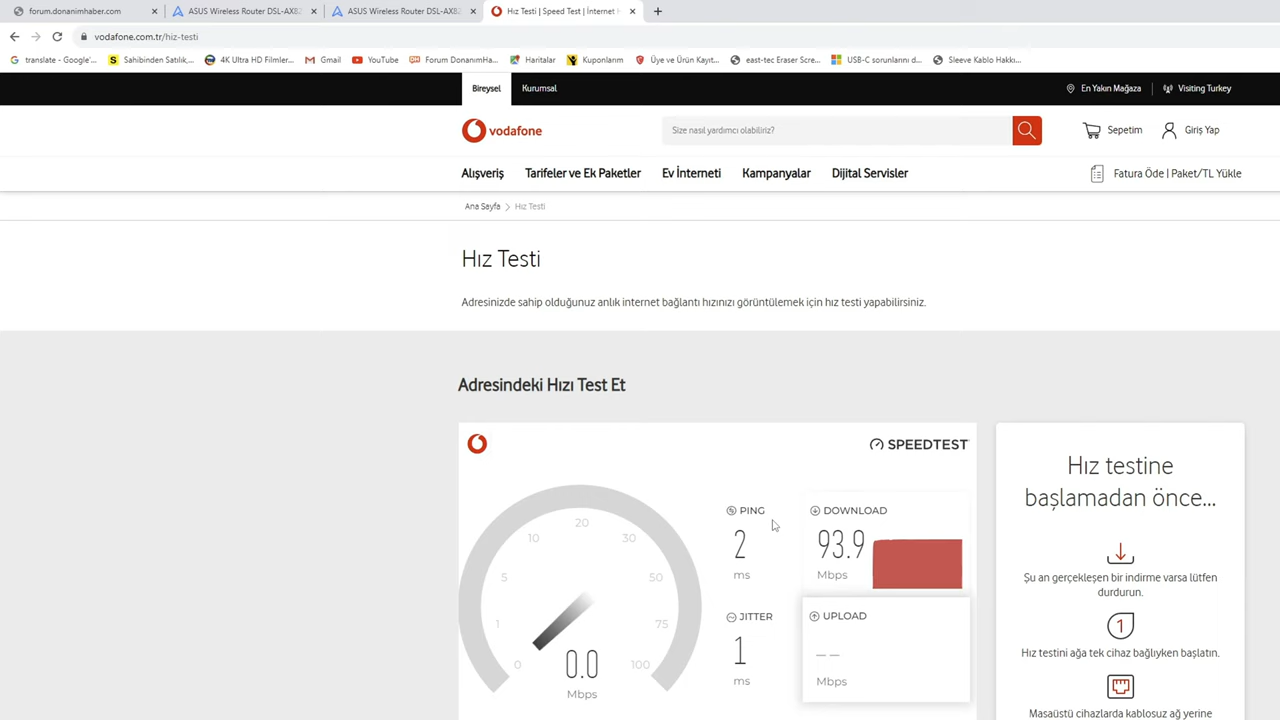 forum.donanimhaber.com
ASUS Wireless Router DSL-AX82
ASUS Wireless Router DSL-AX82
Hız Testi | Speed Test | İnternet H
vodafone.com.tr/hiz-testi
translate - Google'...
Sahibinden Satılık,...
4K Ultra HD Filmler...
Gmail
YouTube
Forum DonanımHa...
Haritalar
Kuponlarım
Üye ve Ürün Kayıt...
east-tec Eraser Scre...
USB-C sorunlarını d...
Sleeve Kablo Hakkı...
Bireysel
Kurumsal
En Yakın Mağaza
Visiting Turkey
vodafone
Size nasıl yardımcı olabiliriz?
Sepetim
Giriş Yap
Alışveriş
Tarifeler ve Ek Paketler
Ev İnterneti
Kampanyalar
Dijital Servisler
Fatura Öde | Paket/TL Yükle
Ana Sayfa > Hız Testi
Hız Testi
Adresinizde sahip olduğunuz anlık internet bağlantı hızınızı görüntülemek için hız testi yapabilirsiniz.
Adresindeki Hızı Test Et
SPEEDTEST
0
1
5
10
20
30
50
75
100
0.0
Mbps
PING
2
ms
DOWNLOAD
93.9
Mbps
JITTER
1
ms
UPLOAD
— —
Mbps
Hız testine
başlamadan önce...
Şu an gerçekleşen bir indirme varsa lütfen
durdurun.
1
Hız testini ağa tek cihaz bağlıyken başlatın.
Masaüstü cihazlarda kablosuz ağ yerine